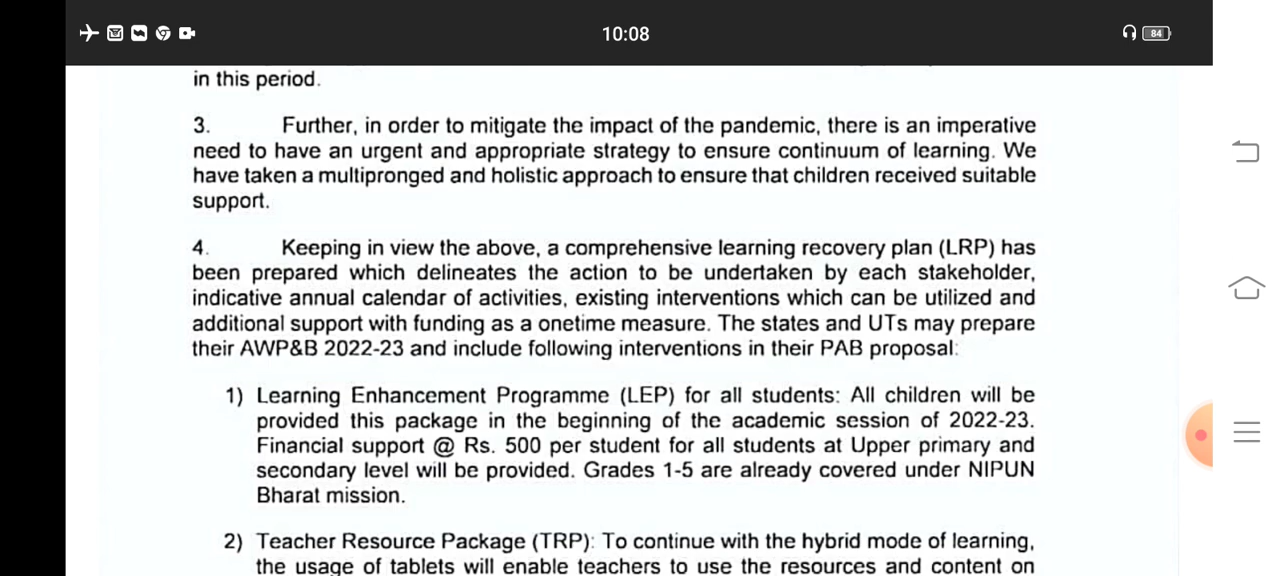 10:08
84
in this period.
3. Further, in order to mitigate the impact of the pandemic, there is an imperative
need to have an urgent and appropriate strategy to ensure continuum of learning. We
have taken a multipronged and holistic approach to ensure that children received suitable
support.
4. Keeping in view the above, a comprehensive learning recovery plan (LRP) has
been prepared which delineates the action to be undertaken by each stakeholder,
indicative annual calendar of activities, existing interventions which can be utilized and
additional support with funding as a onetime measure. The states and UTs may prepare
their AWP&B 2022-23 and include following interventions in their PAB proposal:
1) Learning Enhancement Programme (LEP) for all students: All children will be
provided this package in the beginning of the academic session of 2022-23.
Financial support @ Rs. 500 per student for all students at Upper primary and
secondary level will be provided. Grades 1-5 are already covered under NIPUN
Bharat mission.
2) Teacher Resource Package (TRP): To continue with the hybrid mode of learning,
the usage of tablets will enable teachers to use the resources and content on